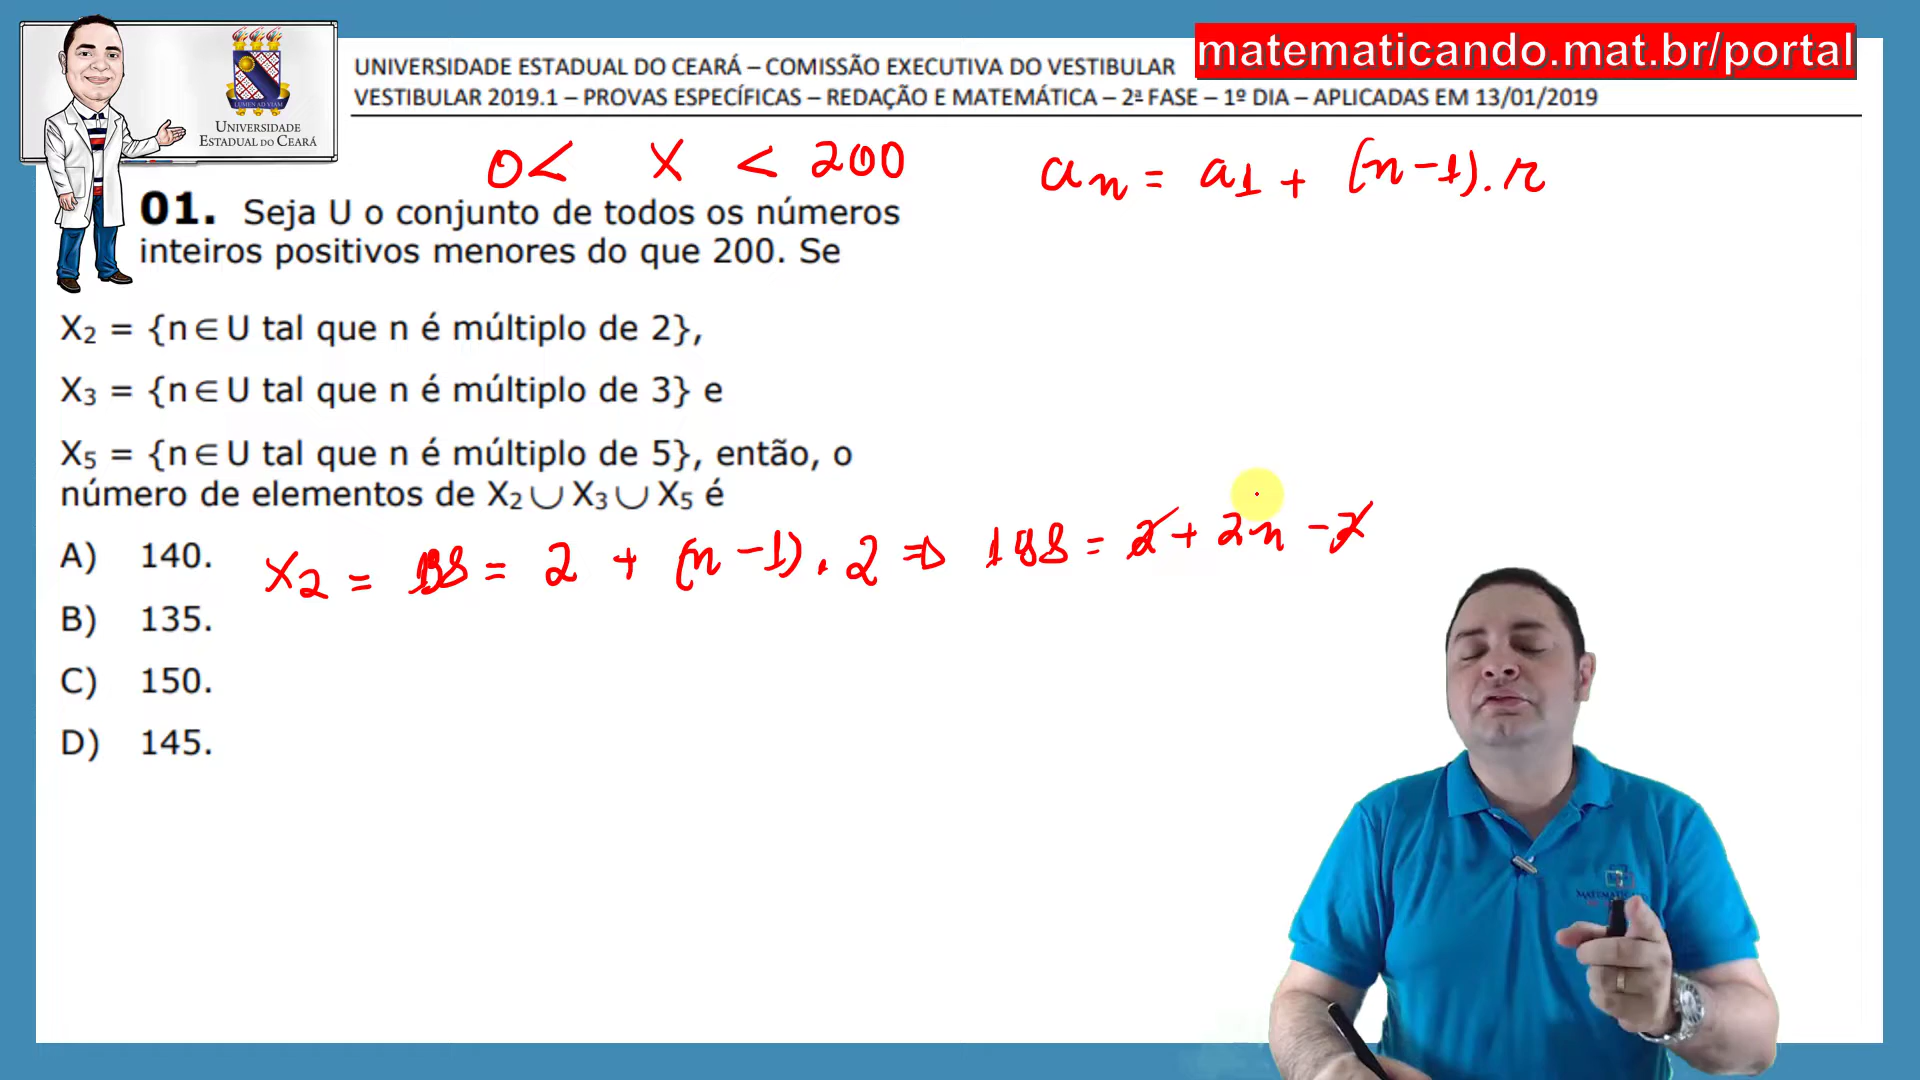 matematicando.mat.br/portal
UNIVERSIDADE ESTADUAL DO CEARÁ – COMISSÃO EXECUTIVA DO VESTIBULAR
VESTIBULAR 2019.1 – PROVAS ESPECÍFICAS – REDAÇÃO E MATEMÁTICA – 2ª FASE – 1º DIA – APLICADAS EM 13/01/2019
LUMEN AD VIAM
UNIVERSIDADE
ESTADUAL DO CEARÁ
0 < X < 200
an = a1 + (n-1).r
01. Seja U o conjunto de todos os números
inteiros positivos menores do que 200. Se
X2 = {n∈U tal que n é múltiplo de 2},
X3 = {n∈U tal que n é múltiplo de 3} e
X5 = {n∈U tal que n é múltiplo de 5}, então, o
número de elementos de X2∪X3∪X5 é
X2 = 198 = 2 + (n-1).2 ⇒ 198 = 2 + 2n - 2
A) 140.
B) 135.
C) 150.
D) 145.